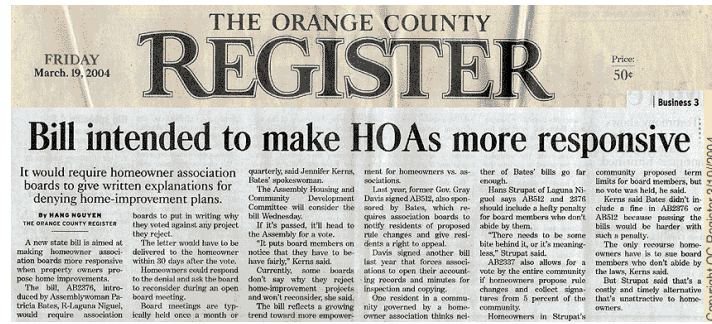 THE ORANGE COUNTY
REGISTER
FRIDAY
March. 19, 2004
Price:
50¢
Business 3
Bill intended to make HOAs more responsive
It would require homeowner association
boards to give written explanations for
denying home-improvement plans.
By HANG NGUYEN
THE ORANGE COUNTY REGISTER
A new state bill is aimed at
making homeowner associ-
ation boards more responsive
when property owners pro-
pose home improvements.
The bill, AB2376, intro-
duced by Assemblywoman Pa-
tricia Bates, R-Laguna Niguel,
would require association
boards to put in writing why
they voted against any project
they reject.
The letter would have to be
delivered to the homeowner
within 30 days after the vote.
Homeowners could respond
to the denial and ask the board
to reconsider during an open
board meeting.
Board meetings are typ-
ically held once a month or
quarterly, said Jennifer Kerns,
Bates' spokeswoman.
The Assembly Housing and
Community Development
Committee will consider the
bill Wednesday.
If it's passed, it'll head to
the Assembly for a vote.
"It puts board members on
notice that they have to be-
have fairly," Kerns said.
Currently, some boards
don't say why they reject
home-improvement projects
and won't reconsider, she said.
The bill reflects a growing
trend toward more empower-
ment for homeowners vs. as-
sociations.
Last year, former Gov. Gray
Davis signed AB512, also spon-
sored by Bates, which re-
quires association boards to
notify residents of proposed
rule changes and give resi-
dents a right to appeal.
Davis signed another bill
last year that forces associ-
ations to open their account-
ing records and minutes for
inspection and copying.
One resident in a commu-
nity governed by a home-
owner association thinks nei-
ther of Bates' bills go far
enough.
Hans Strupat of Laguna Ni-
guel says AB512 and 2376
should include a hefty penalty
for board members who don't
abide by them.
"There needs to be some
bite behind it, or it's meaning-
less," Strupat said.
AB2337 also allows for a
vote by the entire community
if homeowners propose rule
changes and collect signa-
tures from 5 percent of the
community.
Homeowners in Strupat's
community proposed term
limits for board members, but
no vote was held, he said.
Kerns said Bates didn't in-
clude a fine in AB2376 or
AB512 because passing the
bills would be harder with
such a penalty.
The only recourse home-
owners have is to sue board
members who don't abide by
the laws, Kerns said.
But Strupat said that's a
costly and timely alternative
that's unattractive to home-
owners.
Copyright OC Register 3/19/2004